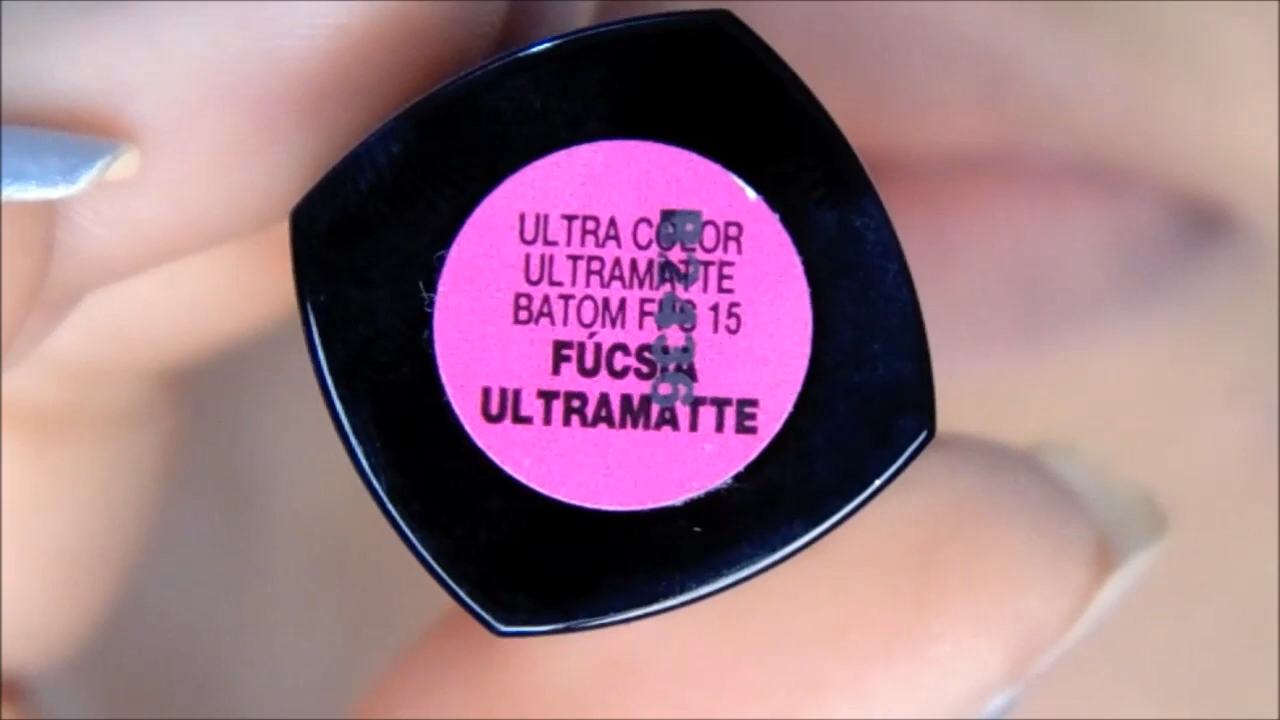 ULTRA COLOR
ULTRAMATTE
BATOM FPS 15
FÚCSIA
ULTRAMATTE